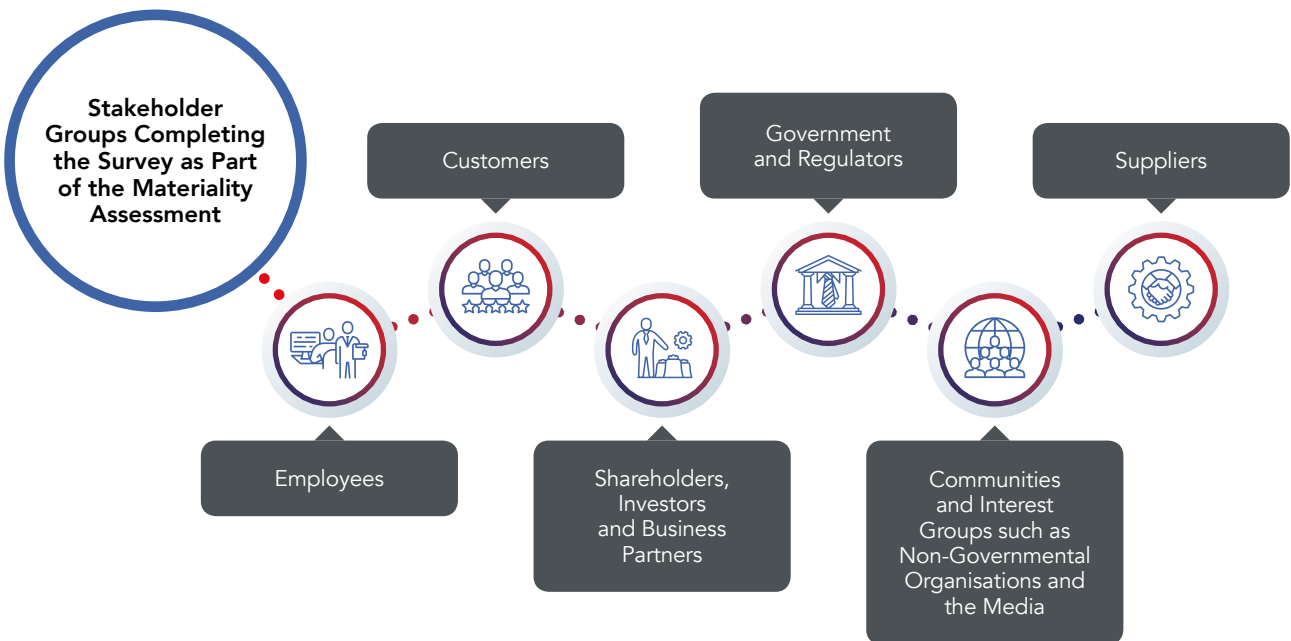 Stakeholder
Groups Completing
the Survey as Part
of the Materiality
Assessment
Employees
Customers
Shareholders,
Investors
and Business
Partners
Government
and Regulators
Communities
and Interest
Groups such as
Non-Governmental
Organisations and
the Media
Suppliers